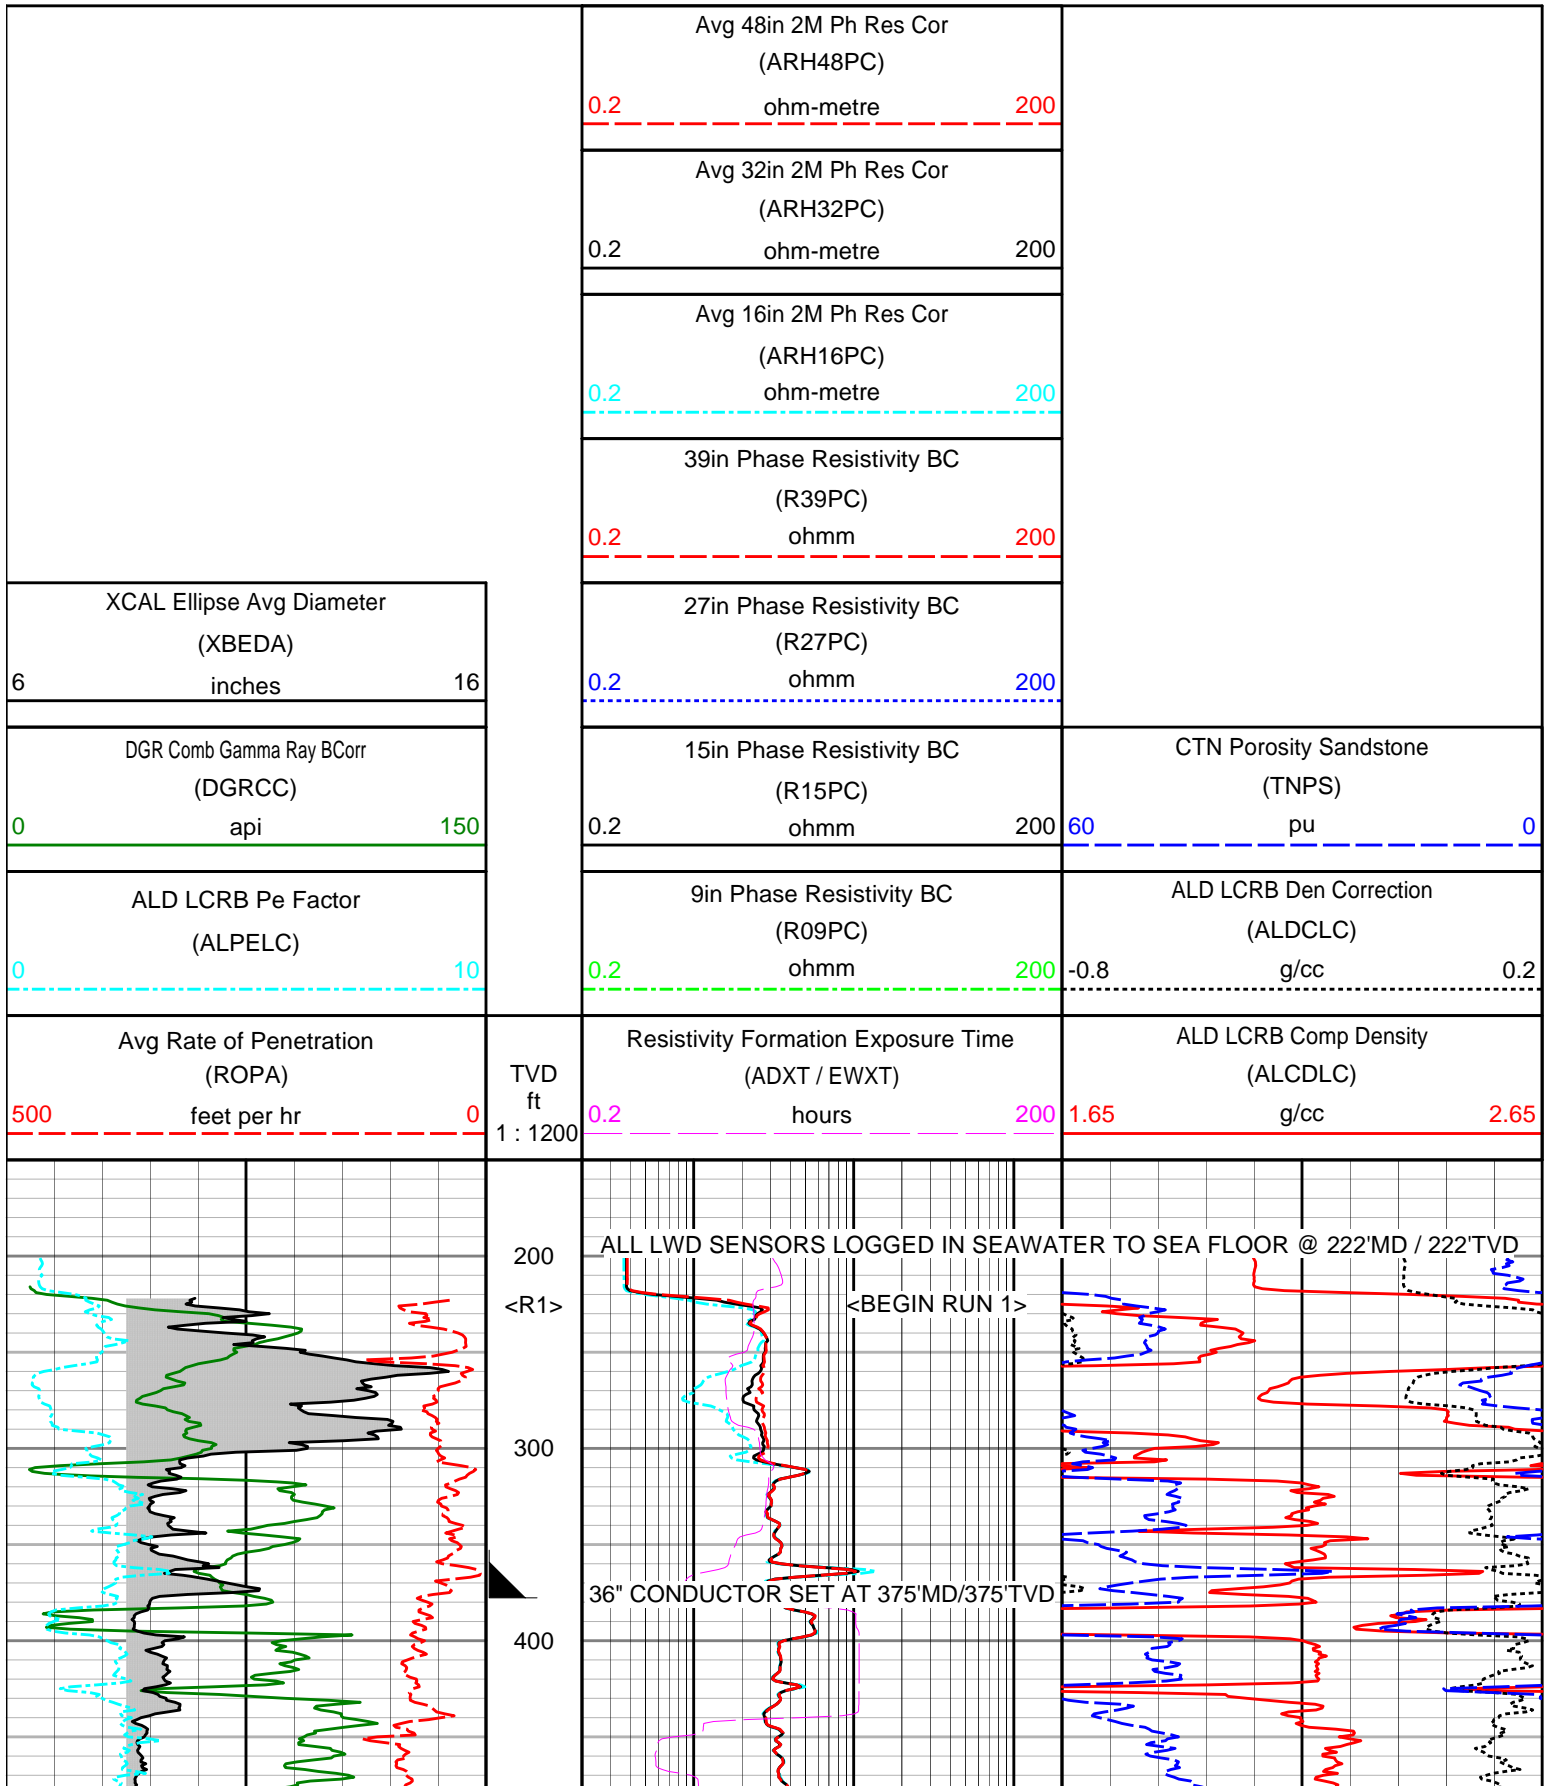 Avg 48in 2M Ph Res Cor
(ARH48PC)
0.2 ohm-metre 200
Avg 32in 2M Ph Res Cor
(ARH32PC)
0.2 ohm-metre 200
Avg 16in 2M Ph Res Cor
(ARH16PC)
0.2 ohm-metre 200
39in Phase Resistivity BC
(R39PC)
0.2 ohmm 200
XCAL Ellipse Avg Diameter
(XBEDA)
6 inches 16
27in Phase Resistivity BC
(R27PC)
0.2 ohmm 200
DGR Comb Gamma Ray BCorr
(DGRCC)
0 api 150
15in Phase Resistivity BC
(R15PC)
0.2 ohmm 200
CTN Porosity Sandstone
(TNPS)
60 pu 0
ALD LCRB Pe Factor
(ALPELC)
0 10
9in Phase Resistivity BC
(R09PC)
0.2 ohmm 200
ALD LCRB Den Correction
(ALDCLC)
-0.8 g/cc 0.2
Avg Rate of Penetration
(ROPA)
500 feet per hr 0
TVD
ft
1 : 1200
Resistivity Formation Exposure Time
(ADXT / EWXT)
0.2 hours 200
ALD LCRB Comp Density
(ALCDLC)
1.65 g/cc 2.65
200
ALL LWD SENSORS LOGGED IN SEAWATER TO SEA FLOOR @ 222'MD / 222'TVD
<R1>
<BEGIN RUN 1>
300
36" CONDUCTOR SET AT 375'MD/375'TVD
400